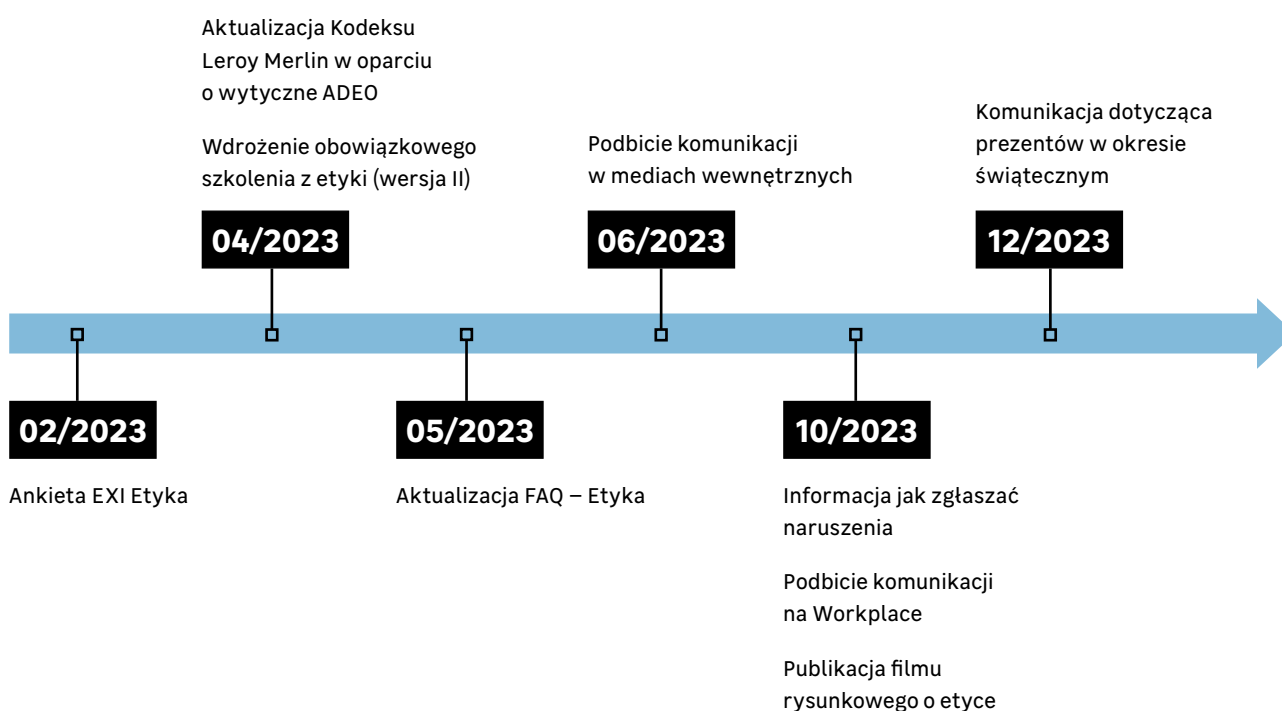 Aktualizacja Kodeksu
Leroy Merlin w oparciu
o wytyczne ADEO
Wdrożenie obowiązkowego
szkolenia z etyki (wersja II)
04/2023
Podbicie komunikacji
w mediach wewnętrznych
06/2023
Komunikacja dotycząca
prezentów w okresie
świątecznym
12/2023
02/2023
Ankieta EXI Etyka
05/2023
Aktualizacja FAQ – Etyka
10/2023
Informacja jak zgłaszać
naruszenia
Podbicie komunikacji
na Workplace
Publikacja filmu
rysunkowego o etyce